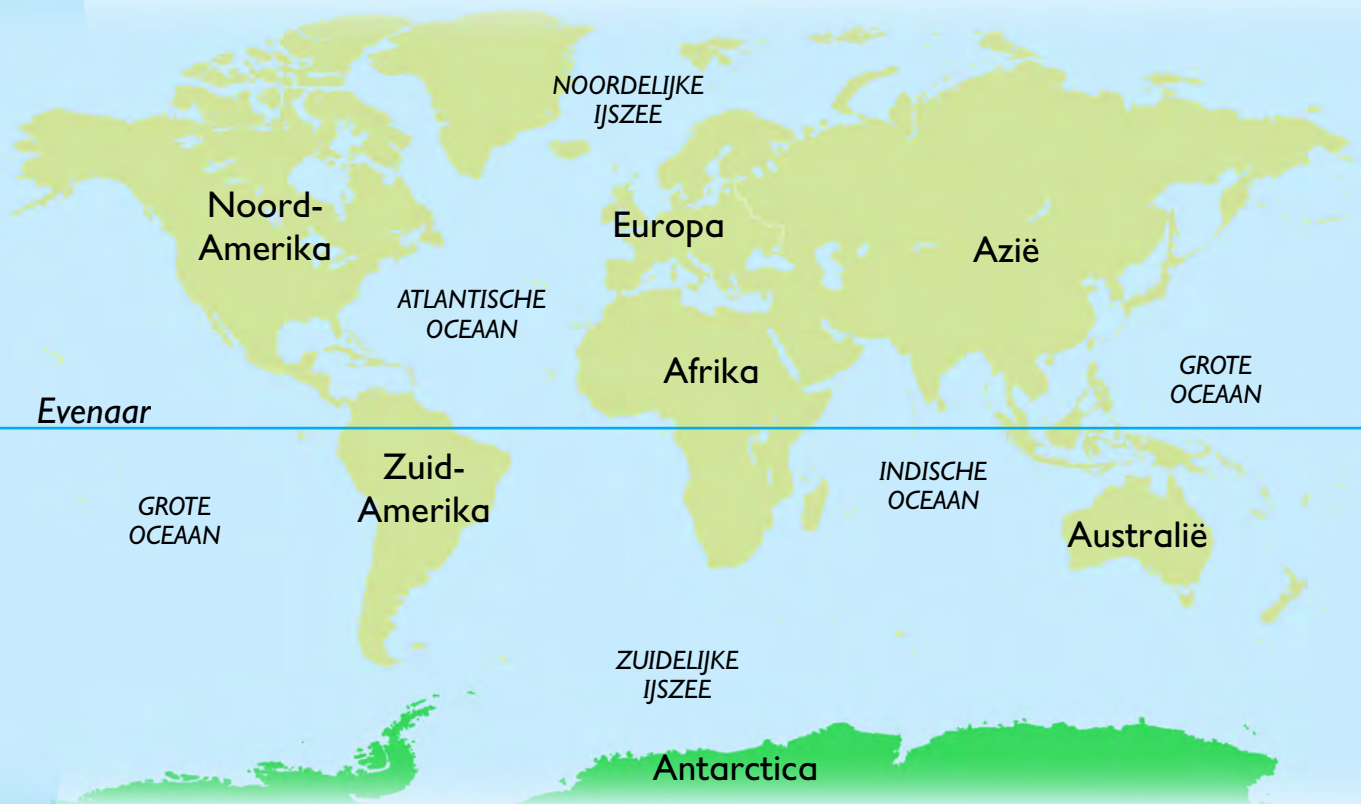 NOORDELIJKE
IJSZEE
Noord-
Amerika
Europa
Azië
ATLANTISCHE
OCEAAN
Afrika
GROTE
OCEAAN
Evenaar
Zuid-
Amerika
INDISCHE
OCEAAN
GROTE
OCEAAN
Australië
ZUIDELIJKE
IJSZEE
Antarctica